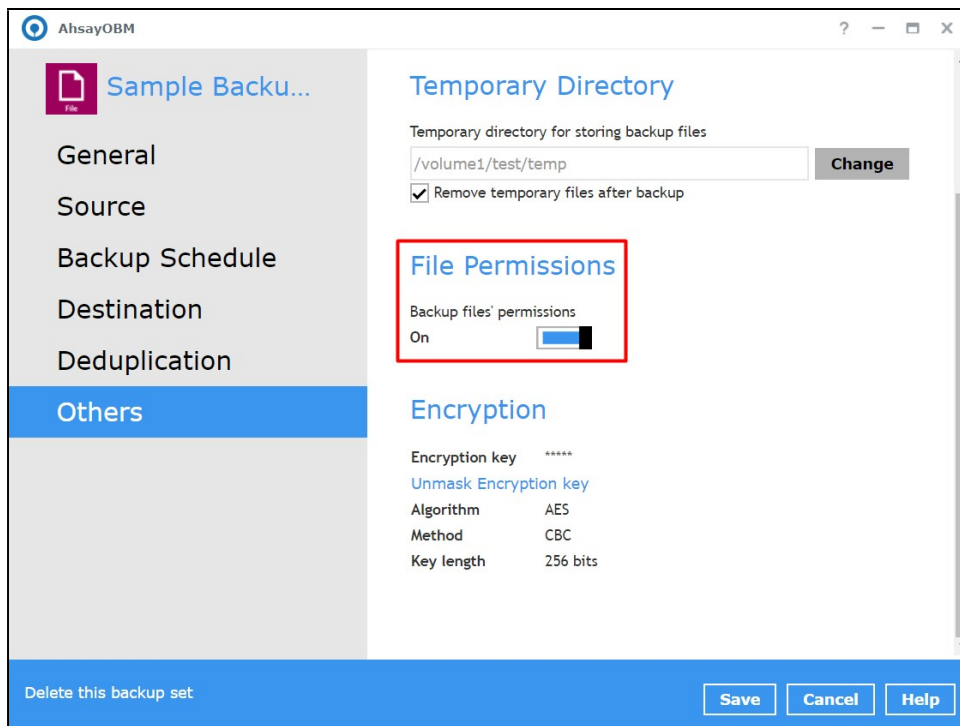 AhsayOBM
?
Sample Backu...
File
General
Source
Backup Schedule
Destination
Deduplication
Others
Temporary Directory
Temporary directory for storing backup files
/volume1/test/temp
Change
Remove temporary files after backup
File Permissions
Backup files' permissions
On
Encryption
Encryption key *****
Unmask Encryption key
Algorithm AES
Method CBC
Key length 256 bits
Delete this backup set
Save
Cancel
Help